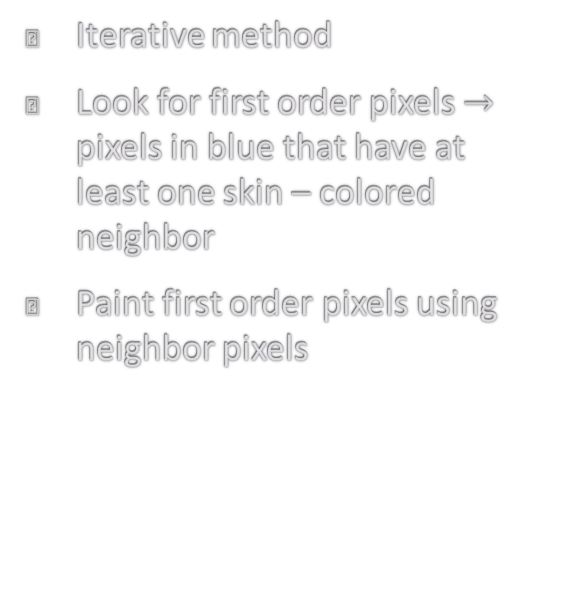 Iterative method
Look for first order pixels →
pixels in blue that have at
least one skin – colored
neighbor
Paint first order pixels using
neighbor pixels